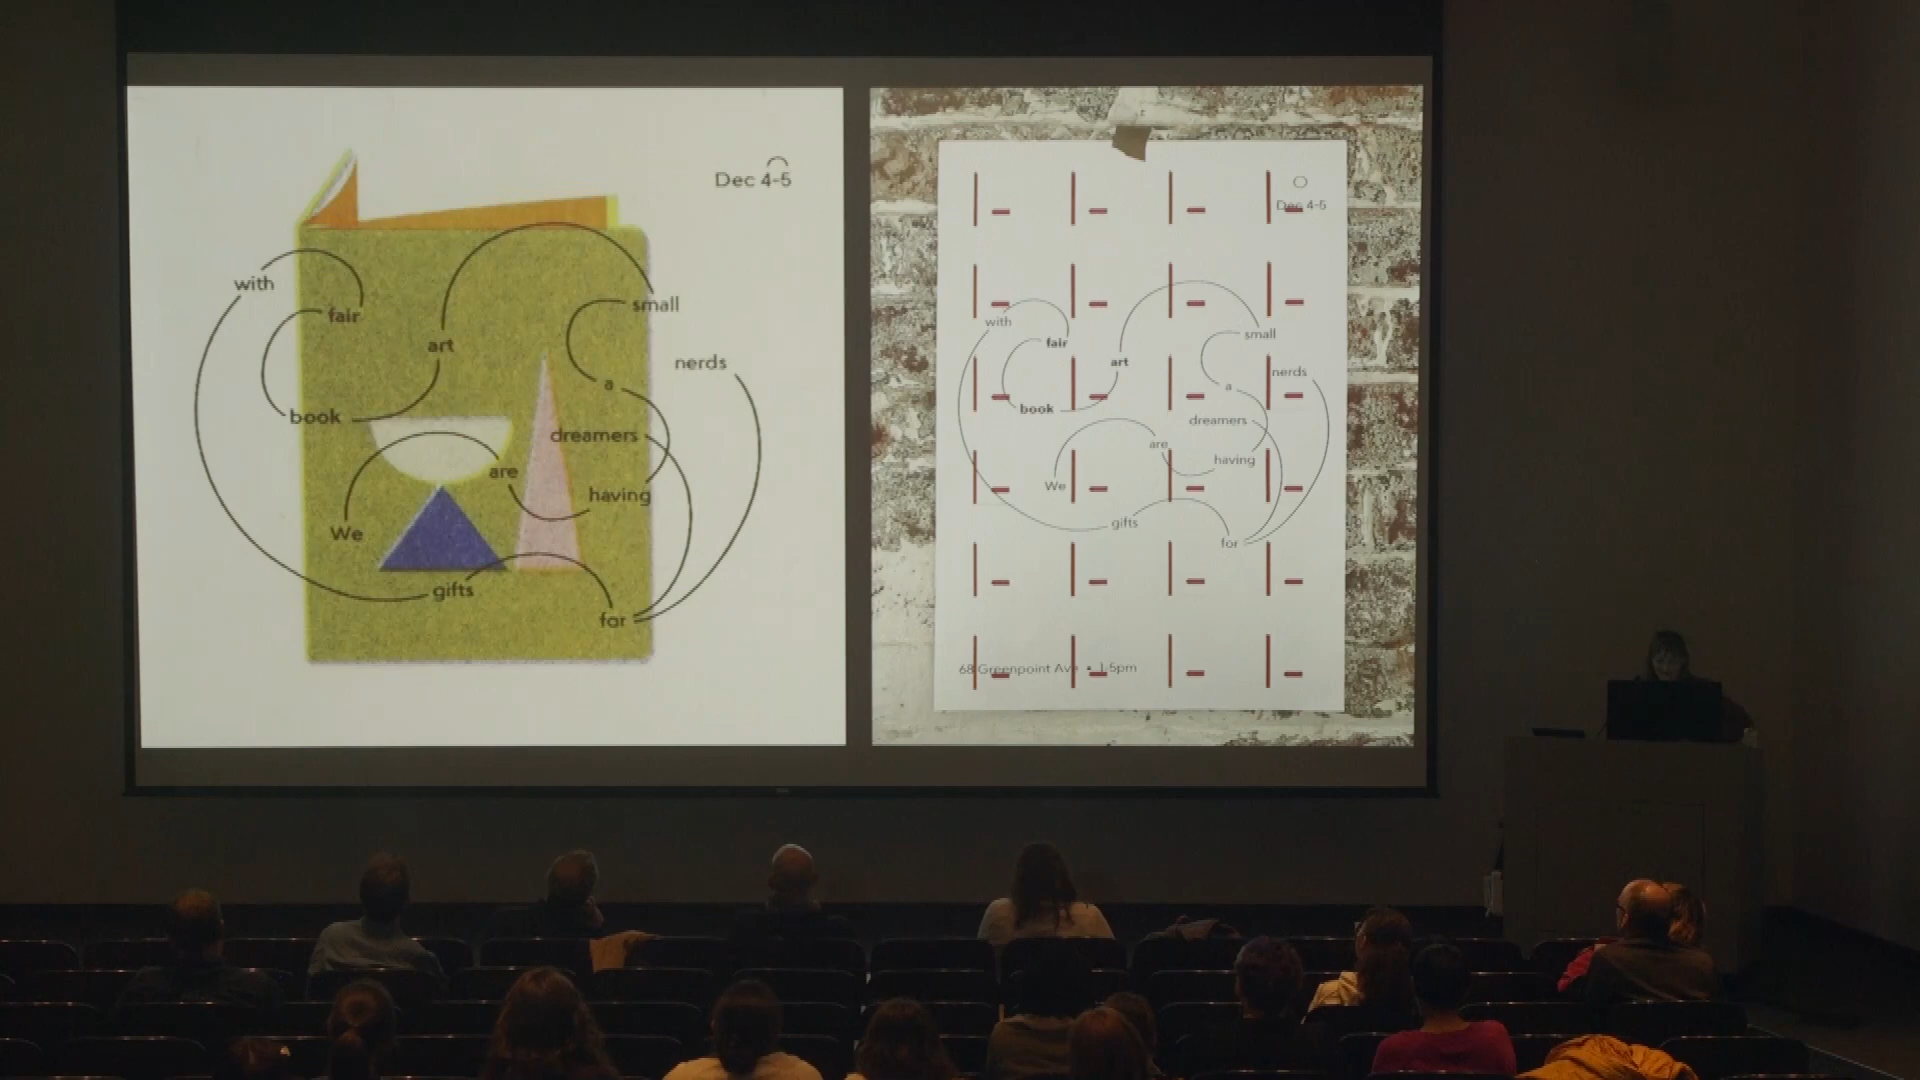 Dec 4-5
with
fair
small
art
nerds
a
book
dreamers
are
having
We
gifts
for
Dec 4-5
with
small
fair
art
nerds
a
book
dreamers
are
having
We
gifts
for
68 Greenpoint Ave • 1-5pm